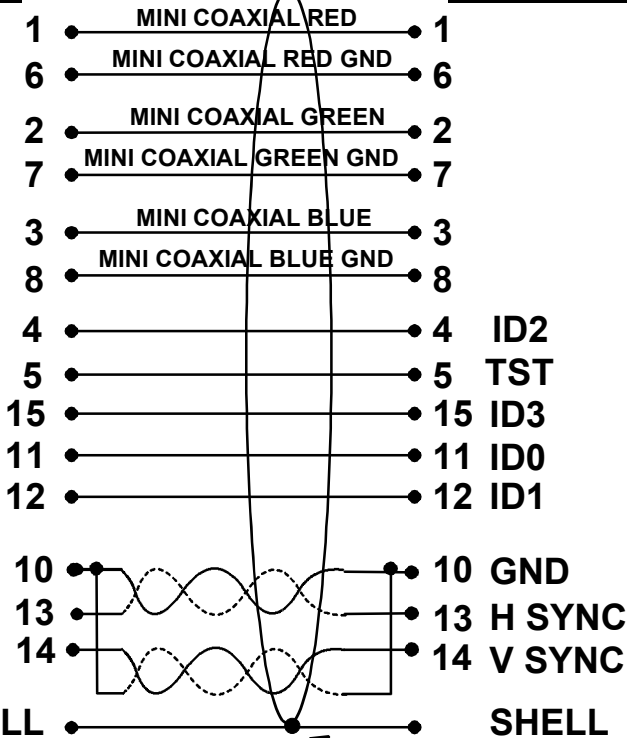 1 MINI COAXIAL RED 1
6 MINI COAXIAL RED GND 6
2 MINI COAXIAL GREEN 2
7 MINI COAXIAL GREEN GND 7
3 MINI COAXIAL BLUE 3
8 MINI COAXIAL BLUE GND 8
4 4 ID2
5 5 TST
15 15 ID3
11 11 ID0
12 12 ID1
10 10 GND
13 13 H SYNC
14 14 V SYNC
LL SHELL